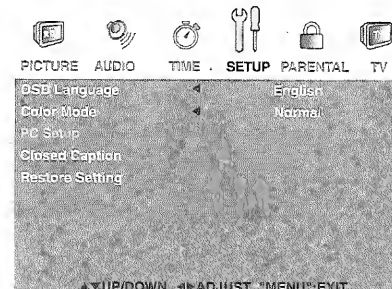 PICTURE AUDIO TIME SETUP PARENTAL TV
OSD Language ◀ English
Color Mode ◀ Normal
PC Setup
Closed Caption
Restore Setting
▲▼UP/DOWN ◀▶ADJUST "MENU":EXIT